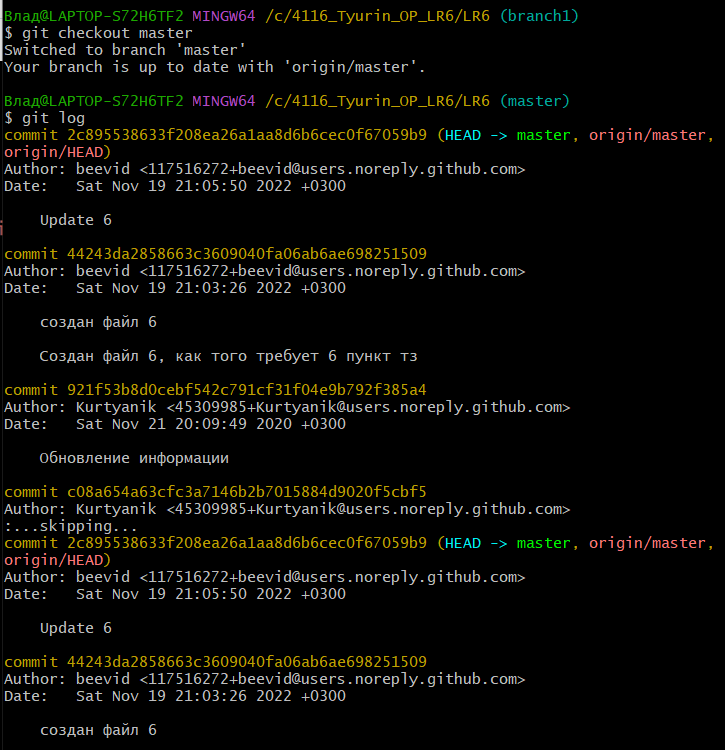 Влад@LAPTOP-S72H6TF2 MINGW64 /c/4116_Tyurin_OP_LR6/LR6 (branch1)
$ git checkout master
Switched to branch 'master'
Your branch is up to date with 'origin/master'.
Влад@LAPTOP-S72H6TF2 MINGW64 /c/4116_Tyurin_OP_LR6/LR6 (master)
$ git log
commit 2c895538633f208ea26a1aa8d6b6cec0f67059b9 (HEAD -> master, origin/master,
origin/HEAD)
Author: beevid <117516272+beevid@users.noreply.github.com>
Date:   Sat Nov 19 21:05:50 2022 +0300
Update 6
commit 44243da2858663c3609040fa06ab6ae698251509
Author: beevid <117516272+beevid@users.noreply.github.com>
Date:   Sat Nov 19 21:03:26 2022 +0300
создан файл 6
Создан файл 6, как того требует 6 пункт тз
commit 921f53b8d0cebf542c791cf31f04e9b792f385a4
Author: Kurtyanik <45309985+Kurtyanik@users.noreply.github.com>
Date:   Sat Nov 21 20:09:49 2020 +0300
Обновление информации
commit c08a654a63cfc3a7146b2b7015884d9020f5cbf5
Author: Kurtyanik <45309985+Kurtyanik@users.noreply.github.com>
:...skipping...
commit 2c895538633f208ea26a1aa8d6b6cec0f67059b9 (HEAD -> master, origin/master,
origin/HEAD)
Author: beevid <117516272+beevid@users.noreply.github.com>
Date:   Sat Nov 19 21:05:50 2022 +0300
Update 6
commit 44243da2858663c3609040fa06ab6ae698251509
Author: beevid <117516272+beevid@users.noreply.github.com>
Date:   Sat Nov 19 21:03:26 2022 +0300
создан файл 6